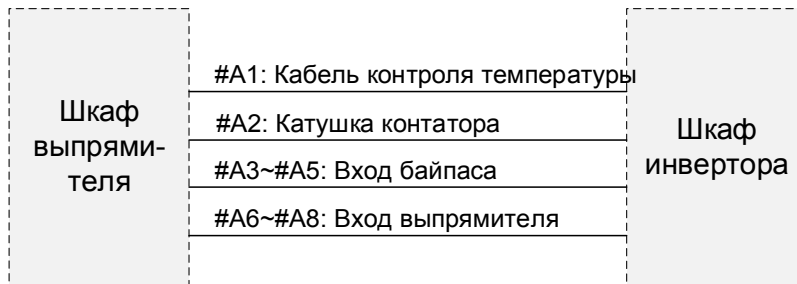 Шкаф
выпрями-
теля
#A1: Кабель контроля температуры
#A2: Катушка контатора
#A3~#A5: Вход байпаса
#A6~#A8: Вход выпрямителя
Шкаф
инвертора